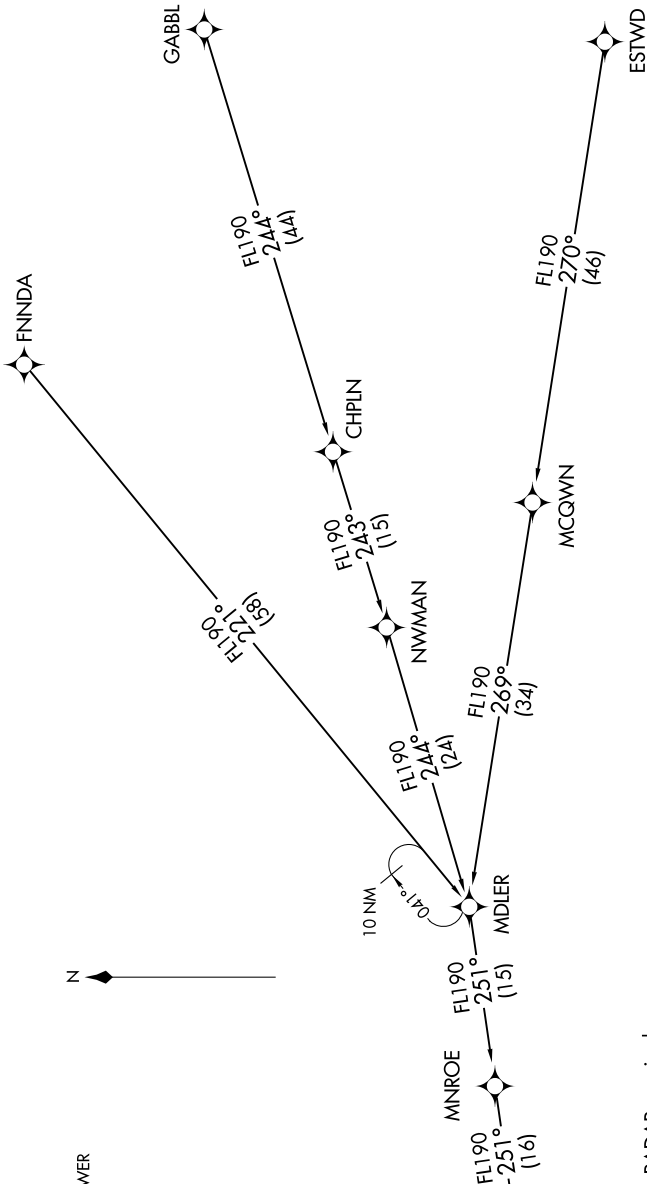 GABBL
FL190
244°
(44)
FNNDA
ESTWD
FL190
270°
(46)
CHPLN
FL190
243°
(15)
MCQWN
FL190
221°
(58)
NWMAN
FL190
269°
(34)
FL190
244°
(24)
10 NM
041°
MDLER
N
FL190
251°
(15)
MNROE
FL190
251°
(16)
WER